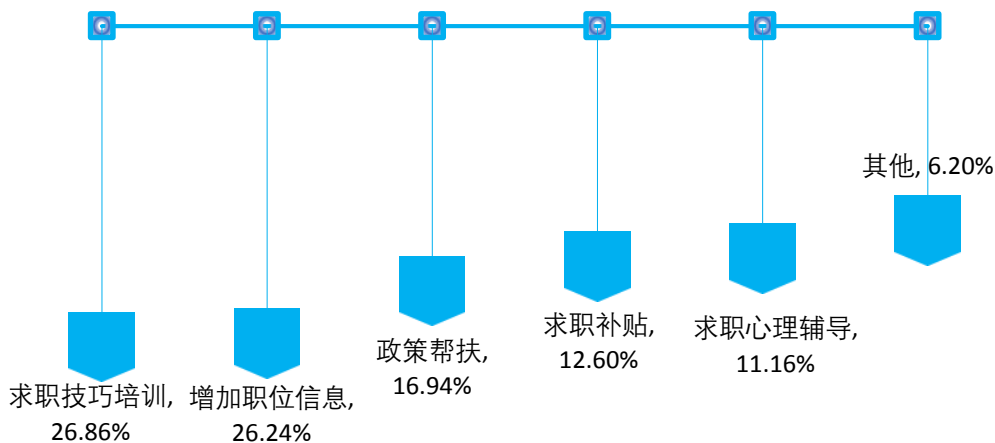 求职技巧培训,
26.86%
增加职位信息,
26.24%
政策帮扶,
16.94%
求职补贴,
12.60%
求职心理辅导,
11.16%
其他, 6.20%